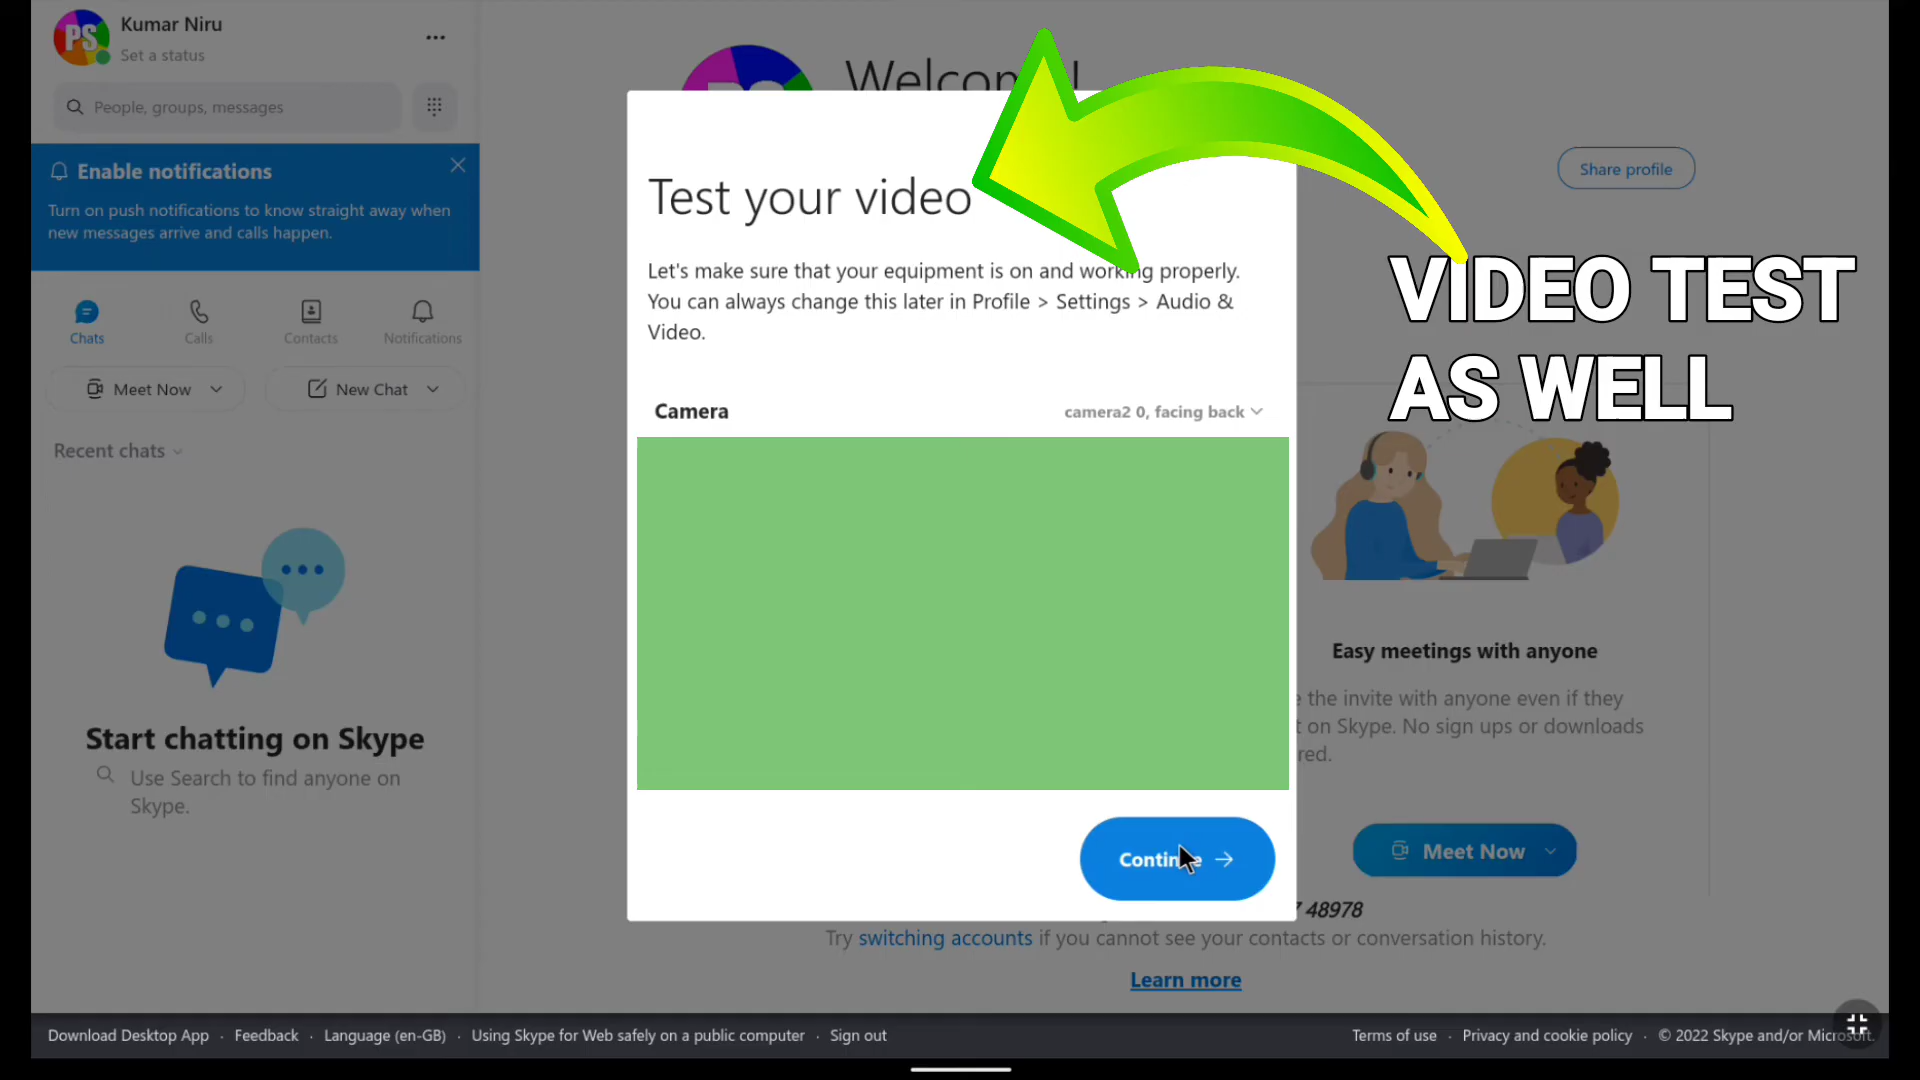 PS
Kumar Niru
Set a status
People, groups, messages
Enable notifications
Turn on push notifications to know straight away when
new messages arrive and calls happen.
Chats
Calls
Contacts
Notifications
Meet Now
New Chat
Recent chats
Start chatting on Skype
Use Search to find anyone on
Skype.
Share profile
Test your video
Let's make sure that your equipment is on and working properly.
You can always change this later in Profile > Settings > Audio &
Video.
Camera
camera2 0, facing back
Continue
VIDEO TEST
AS WELL
Easy meetings with anyone
the invite with anyone even if they
on Skype. No sign ups or downloads
Meet Now
48978
Try switching accounts if you cannot see your contacts or conversation history.
Learn more
Download Desktop App · Feedback · Language (en-GB) · Using Skype for Web safely on a public computer · Sign out
Terms of use · Privacy and cookie policy · © 2022 Skype and/or Microsoft.